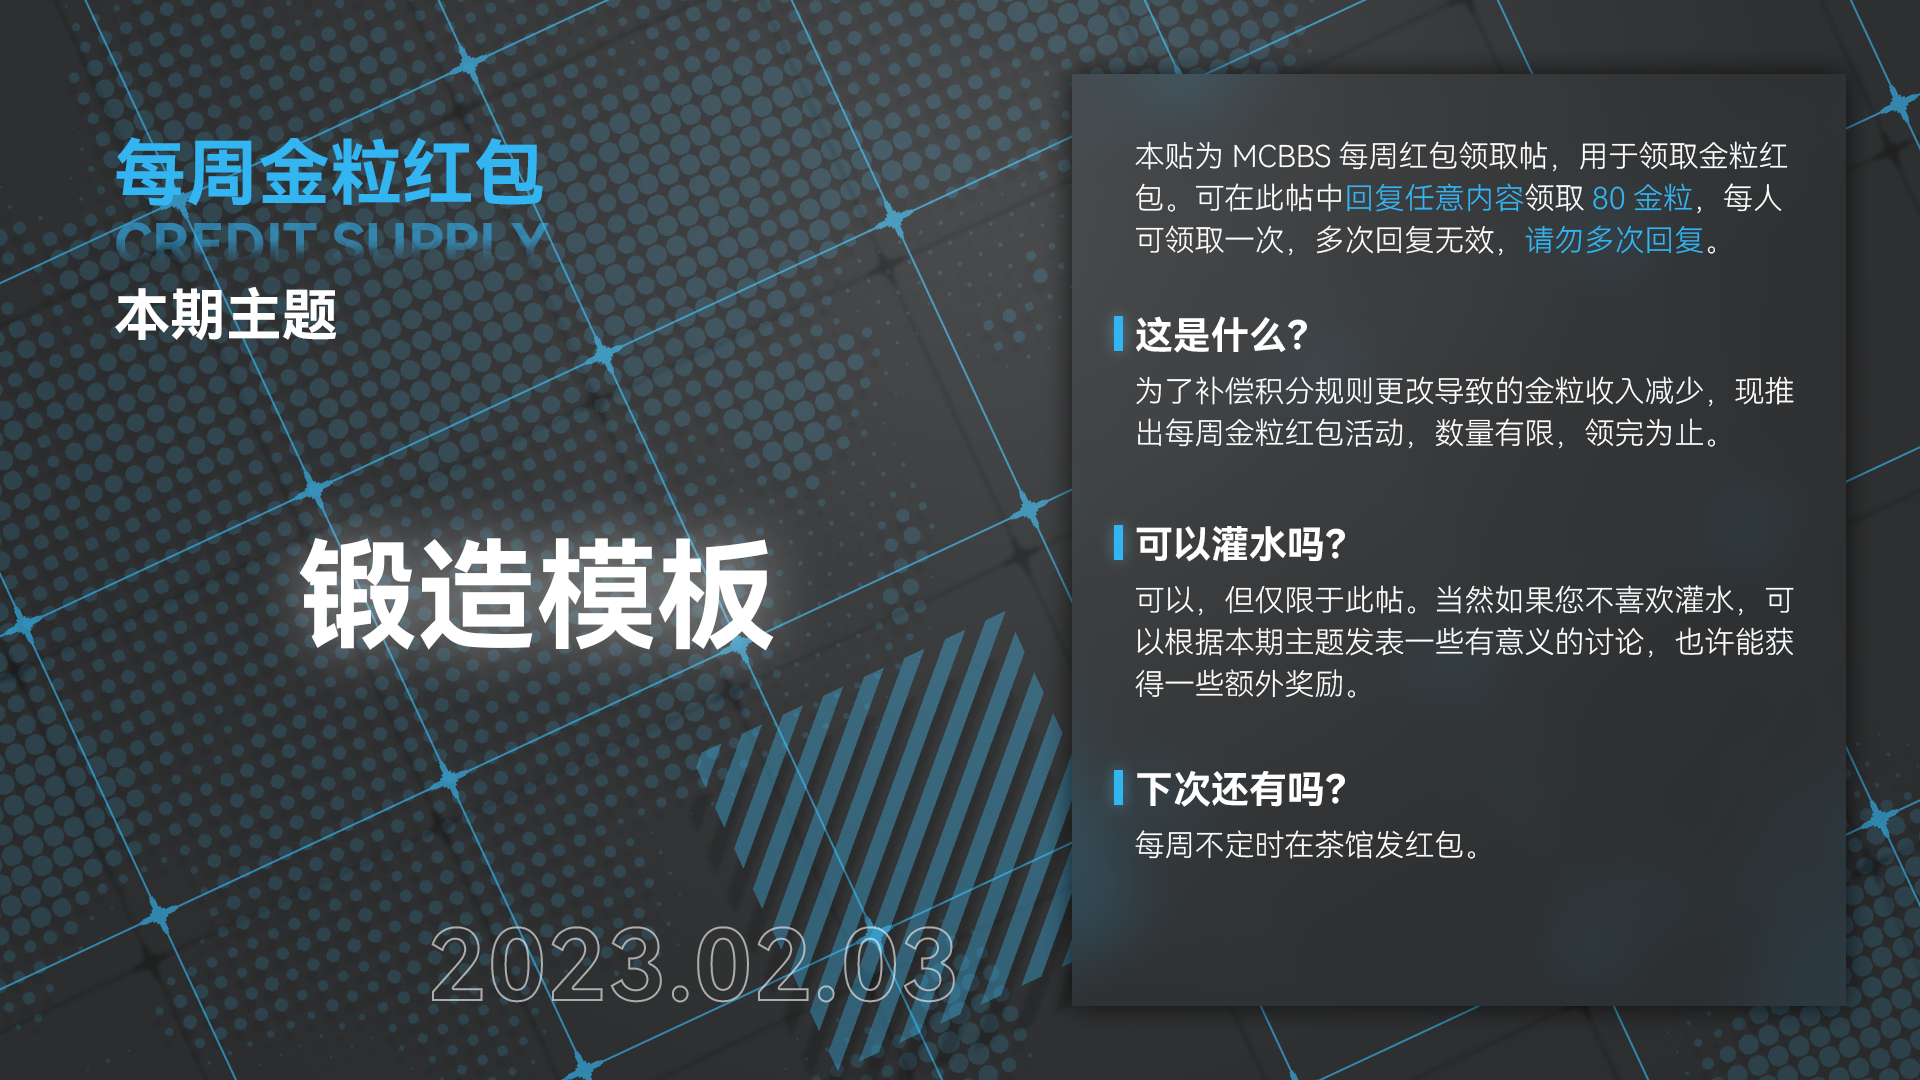 每周金粒红包
CREDIT SUPPLY
本期主题
锻造模板
2023.02.03
本贴为 MCBBS 每周红包领取帖，用于领取金粒红
包。可在此帖中回复任意内容领取 80 金粒，每人
可领取一次，多次回复无效，请勿多次回复。
这是什么？
为了补偿积分规则更改导致的金粒收入减少，现推
出每周金粒红包活动，数量有限，领完为止。
可以灌水吗？
可以，但仅限于此帖。当然如果您不喜欢灌水，可
以根据本期主题发表一些有意义的讨论，也许能获
得一些额外奖励。
下次还有吗？
每周不定时在茶馆发红包。